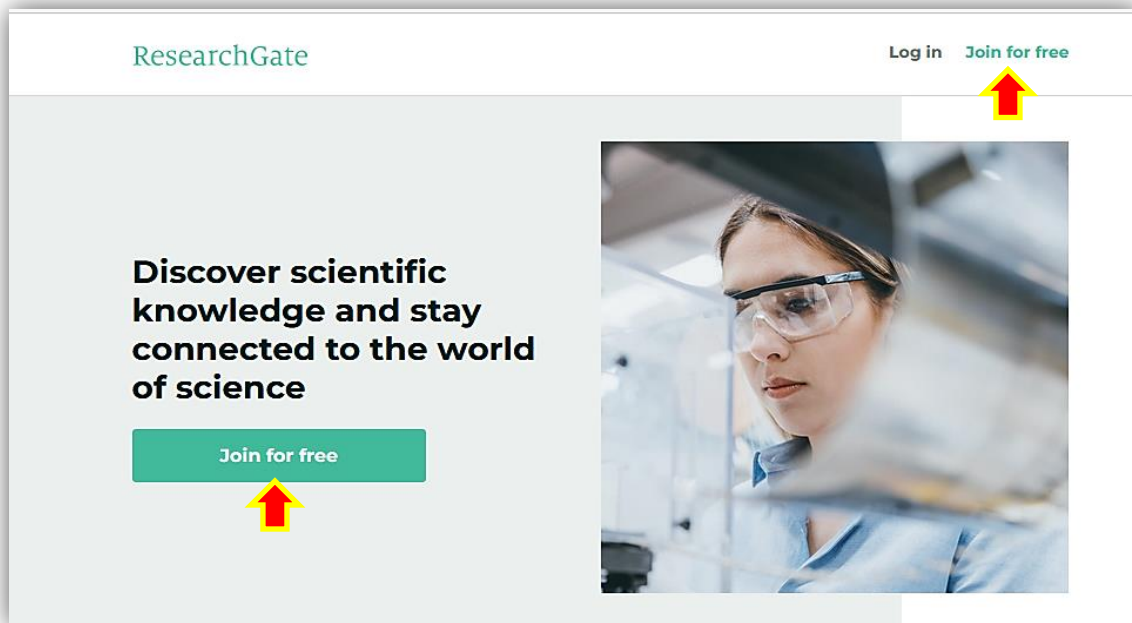 ResearchGate
Log in Join for free
Discover scientific
knowledge and stay
connected to the world
of science
Join for free